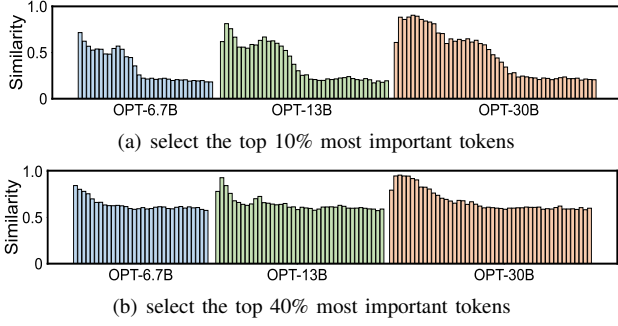 1.0
Similarity
0.5
0
OPT-6.7B OPT-13B OPT-30B
(a) select the top 10% most important tokens
1.0
Similarity
0.5
0
OPT-6.7B OPT-13B OPT-30B
(b) select the top 40% most important tokens